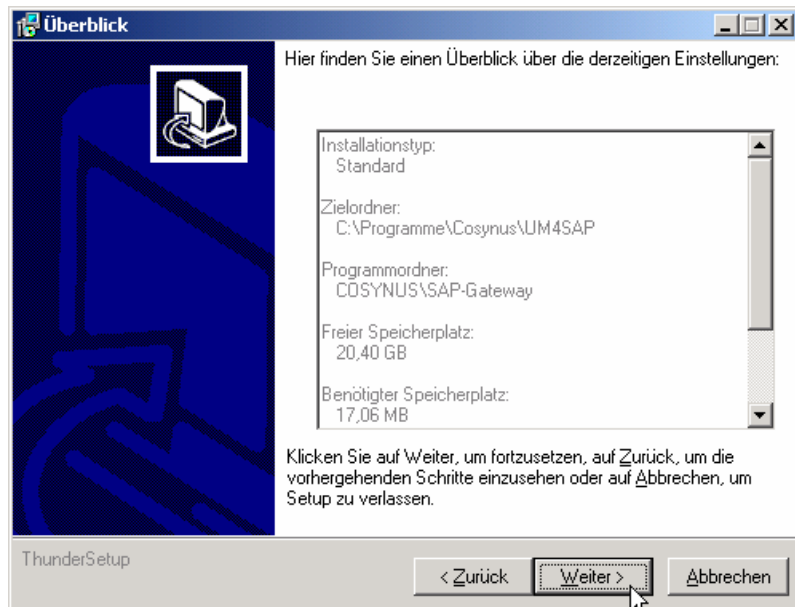 Überblick
Hier finden Sie einen Überblick über die derzeitigen Einstellungen:
Installationstyp:
Standard
Zielordner:
C:\Programme\Cosynus\UM4SAP
Programmordner:
COSYNUS\SAP-Gateway
Freier Speicherplatz:
20,40 GB
Benötigter Speicherplatz:
17,06 MB
Klicken Sie auf Weiter, um fortzusetzen, auf Zurück, um die
vorhergehenden Schritte einzusehen oder auf Abbrechen, um
Setup zu verlassen.
ThunderSetup
< Zurück
Weiter >
Abbrechen